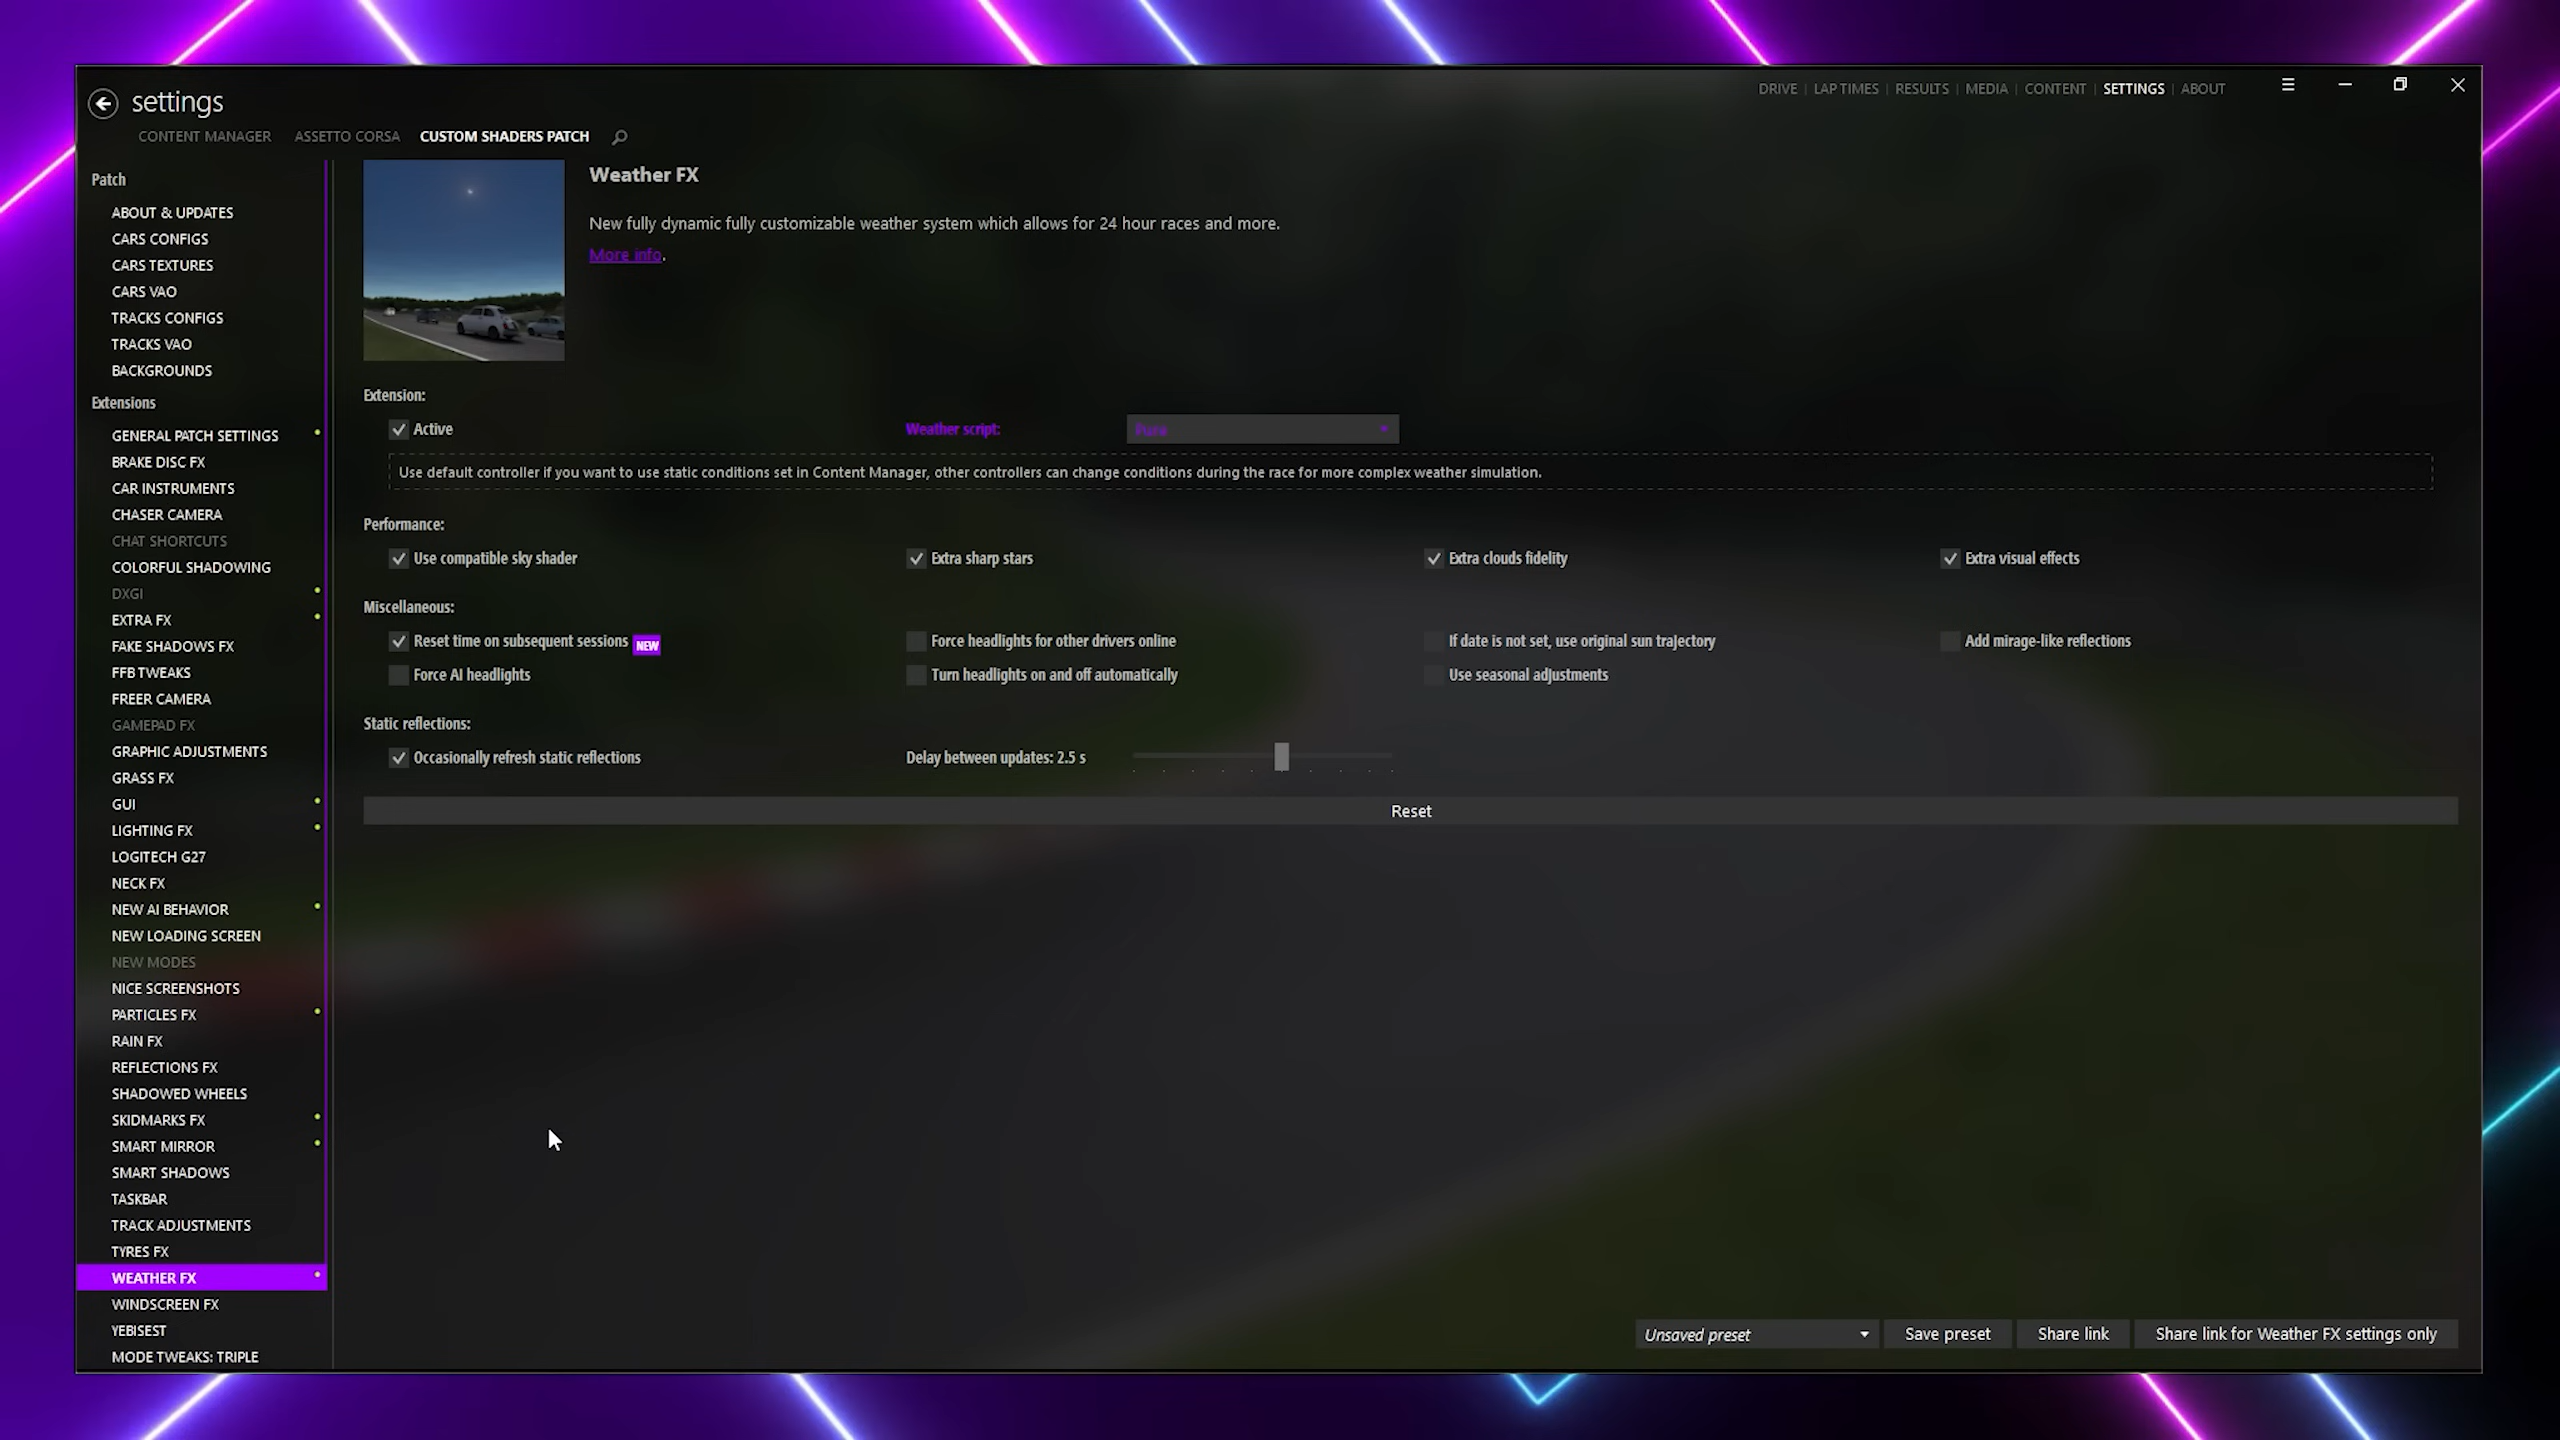 settings
DRIVE | LAP TIMES | RESULTS | MEDIA | CONTENT | SETTINGS | ABOUT
CONTENT MANAGER ASSETTO CORSA CUSTOM SHADERS PATCH
Patch
ABOUT & UPDATES
CARS CONFIGS
CARS TEXTURES
CARS VAO
TRACKS CONFIGS
TRACKS VAO
BACKGROUNDS
Extensions
GENERAL PATCH SETTINGS
BRAKE DISC FX
CAR INSTRUMENTS
CHASER CAMERA
CHAT SHORTCUTS
COLORFUL SHADOWING
DXGI
EXTRA FX
FAKE SHADOWS FX
FFB TWEAKS
FREER CAMERA
GAMEPAD FX
GRAPHIC ADJUSTMENTS
GRASS FX
GUI
LIGHTING FX
LOGITECH G27
NECK FX
NEW AI BEHAVIOR
NEW LOADING SCREEN
NEW MODES
NICE SCREENSHOTS
PARTICLES FX
RAIN FX
REFLECTIONS FX
SHADOWED WHEELS
SKIDMARKS FX
SMART MIRROR
SMART SHADOWS
TASKBAR
TRACK ADJUSTMENTS
TYRES FX
WEATHER FX
WINDSCREEN FX
YEBISEST
MODE TWEAKS: TRIPLE
Weather FX
New fully dynamic fully customizable weather system which allows for 24 hour races and more.
More info.
Extension:
Active Weather script: Pure
Use default controller if you want to use static conditions set in Content Manager, other controllers can change conditions during the race for more complex weather simulation.
Performance:
Use compatible sky shader Extra sharp stars Extra clouds fidelity Extra visual effects
Miscellaneous:
Reset time on subsequent sessions NEW Force headlights for other drivers online If date is not set, use original sun trajectory Add mirage-like reflections
Force AI headlights Turn headlights on and off automatically Use seasonal adjustments
Static reflections:
Occasionally refresh static reflections Delay between updates: 2.5 s
Reset
Unsaved preset Save preset Share link Share link for Weather FX settings only